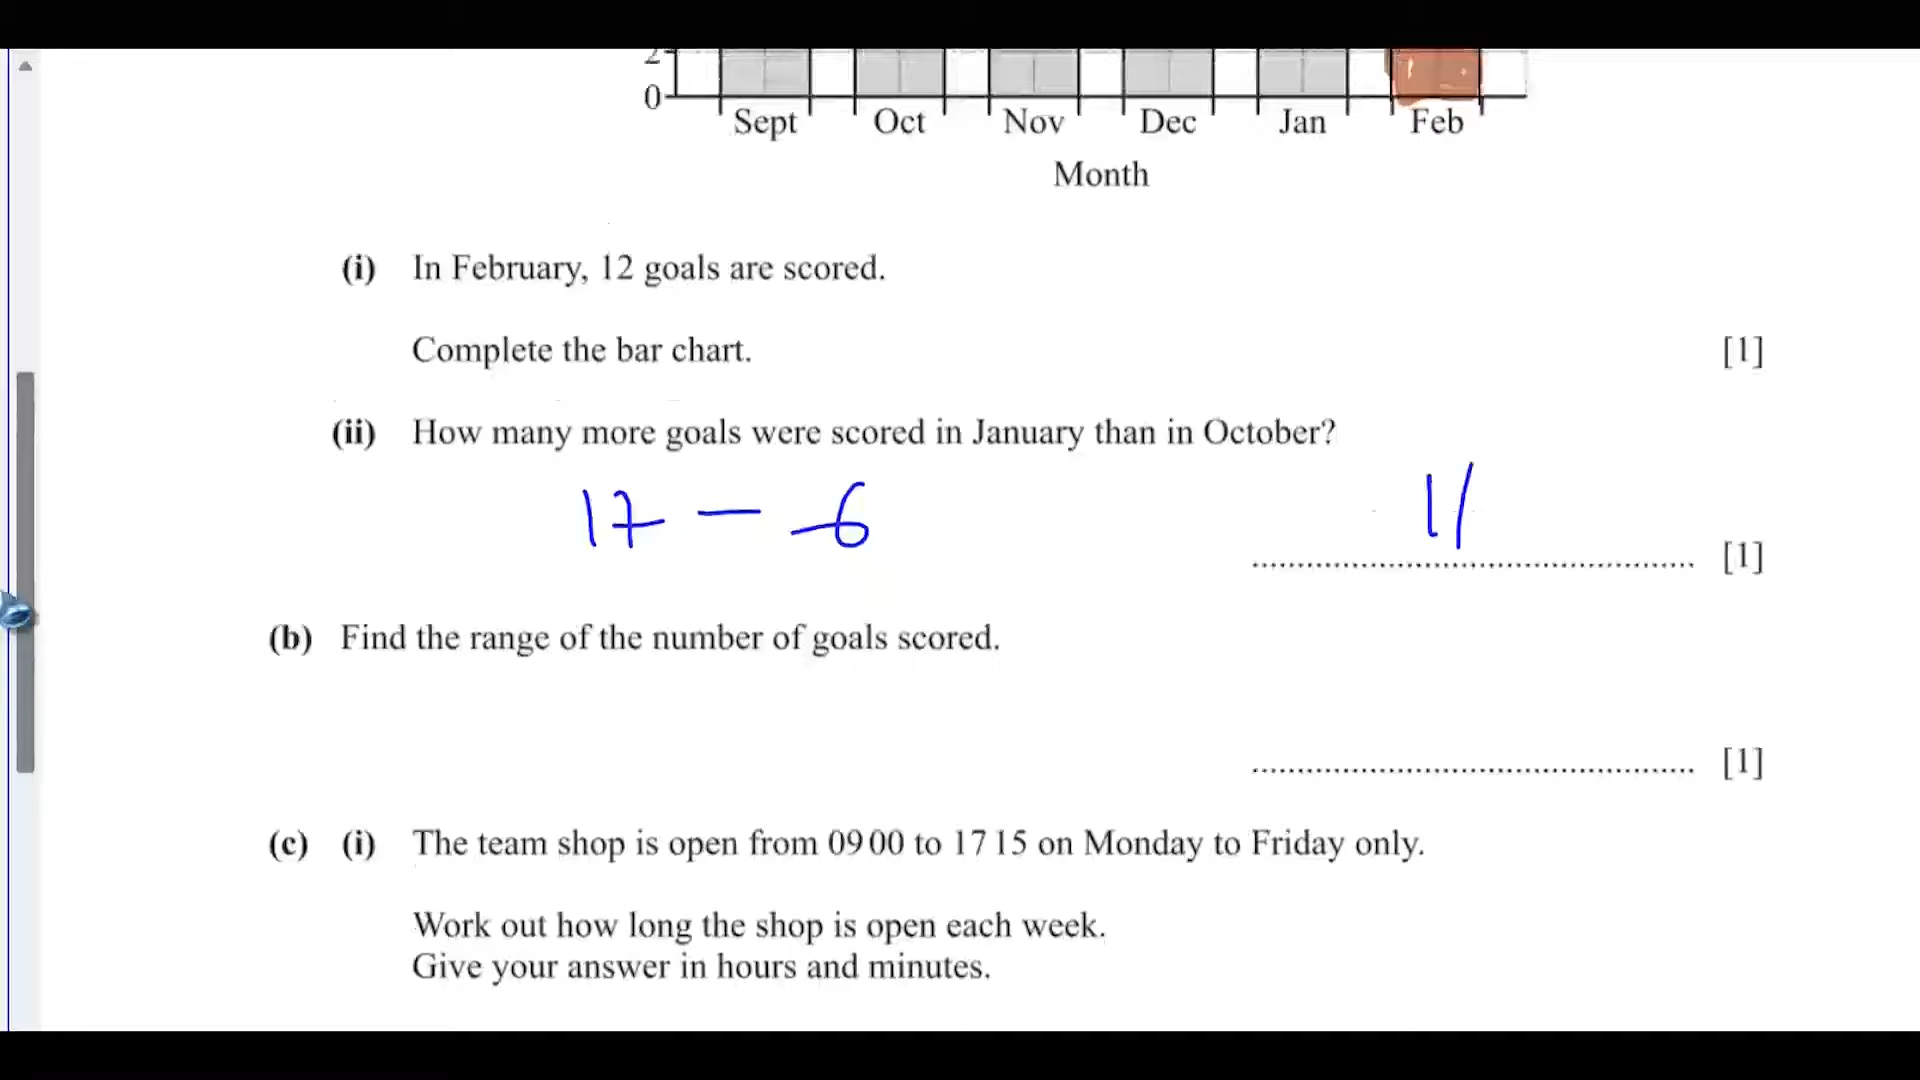 2
0
Sept Oct Nov Dec Jan Feb
Month
(i) In February, 12 goals are scored.
Complete the bar chart. [1]
(ii) How many more goals were scored in January than in October?
17 - 6 11
.................................................. [1]
(b) Find the range of the number of goals scored.
.................................................. [1]
(c) (i) The team shop is open from 09 00 to 17 15 on Monday to Friday only.
Work out how long the shop is open each week.
Give your answer in hours and minutes.